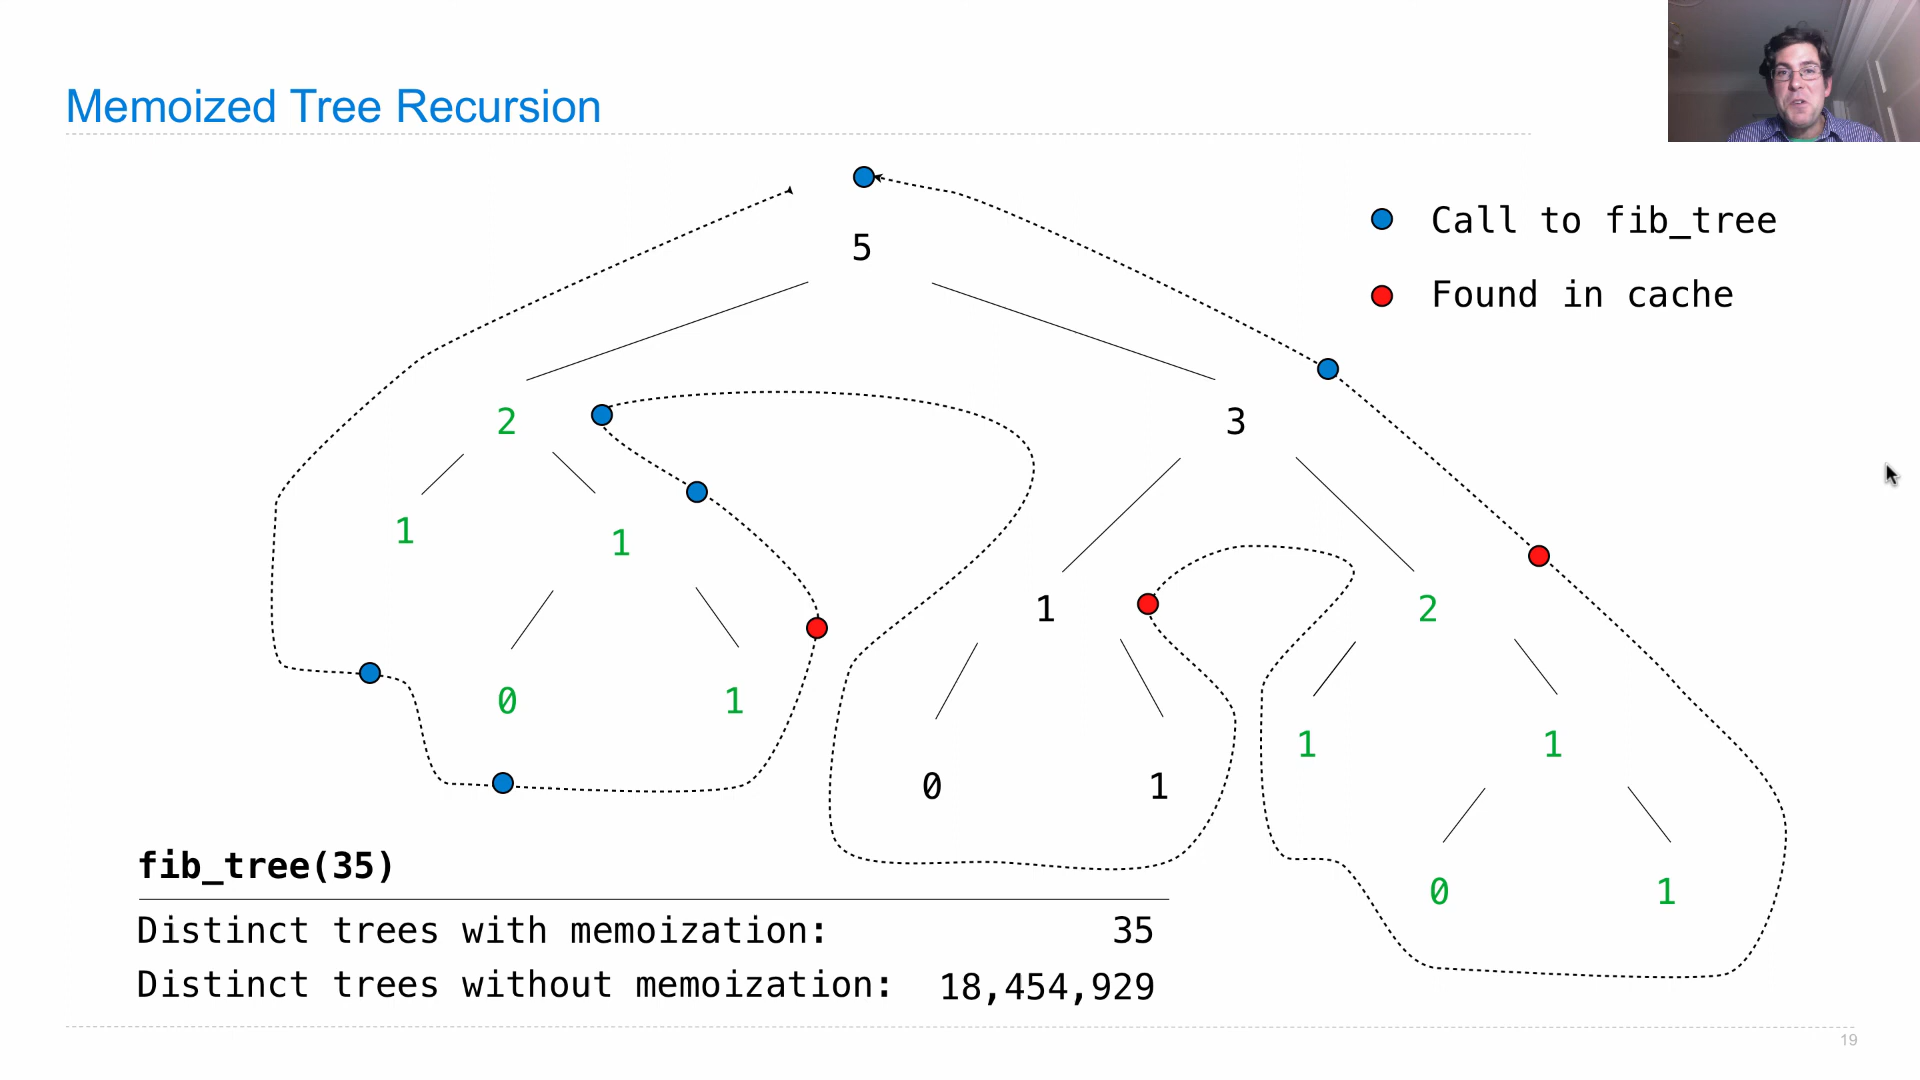 Memoized Tree Recursion
Call to fib_tree
5
Found in cache
2
3
1
1
1
2
0
1
1
1
0
1
fib_tree(35)
0
1
Distinct trees with memoization: 35
Distinct trees without memoization: 18,454,929
19